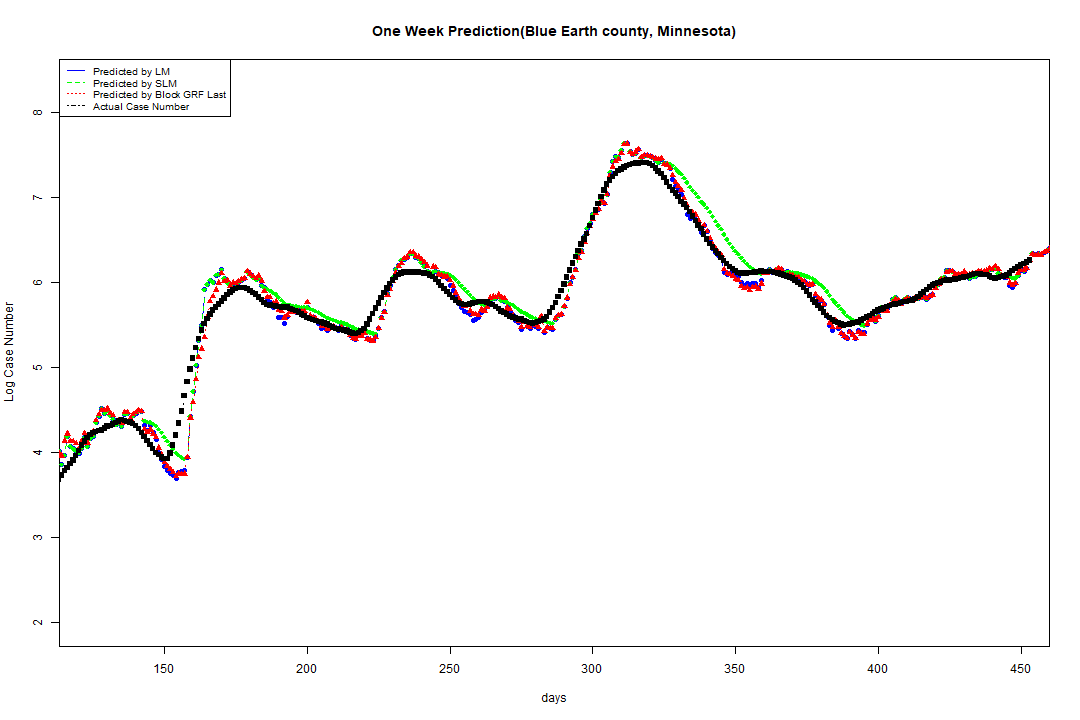 One Week Prediction(Blue Earth county, Minnesota)
Predicted by LM
Predicted by SLM
Predicted by Block GRF Last
Actual Case Number
8
7
6
5
4
3
2
Log Case Number
150 200 250 300 350 400 450
days